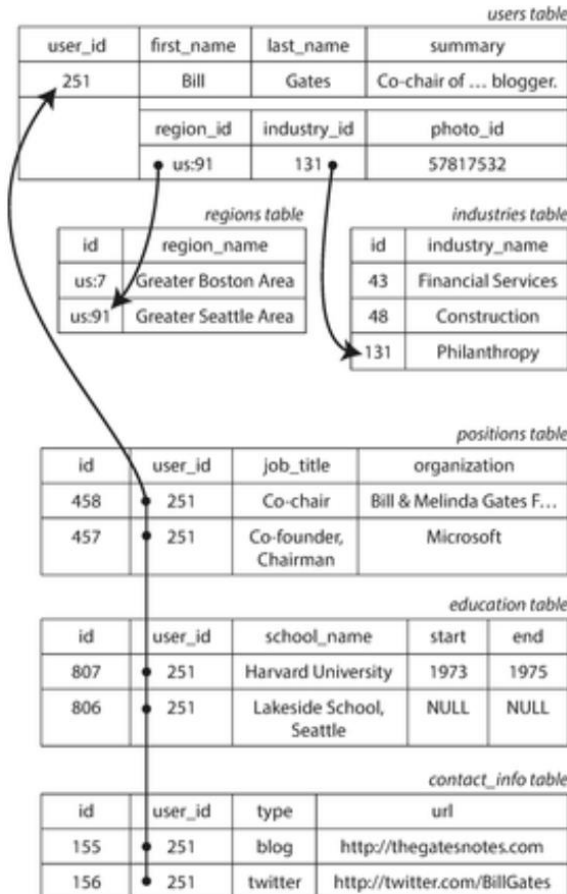 users table
user_id first_name last_name summary
251 Bill Gates Co-chair of … blogger.
region_id industry_id photo_id
us:91 131 57817532
regions table
id region_name
us:7 Greater Boston Area
us:91 Greater Seattle Area
industries table
id industry_name
43 Financial Services
48 Construction
131 Philanthropy
positions table
id user_id job_title organization
458 251 Co-chair Bill & Melinda Gates F…
457 251 Co-founder, Microsoft
Chairman
education table
id user_id school_name start end
807 251 Harvard University 1973 1975
806 251 Lakeside School, NULL NULL
Seattle
contact_info table
id user_id type url
155 251 blog http://thegatesnotes.com
156 251 twitter http://twitter.com/BillGates